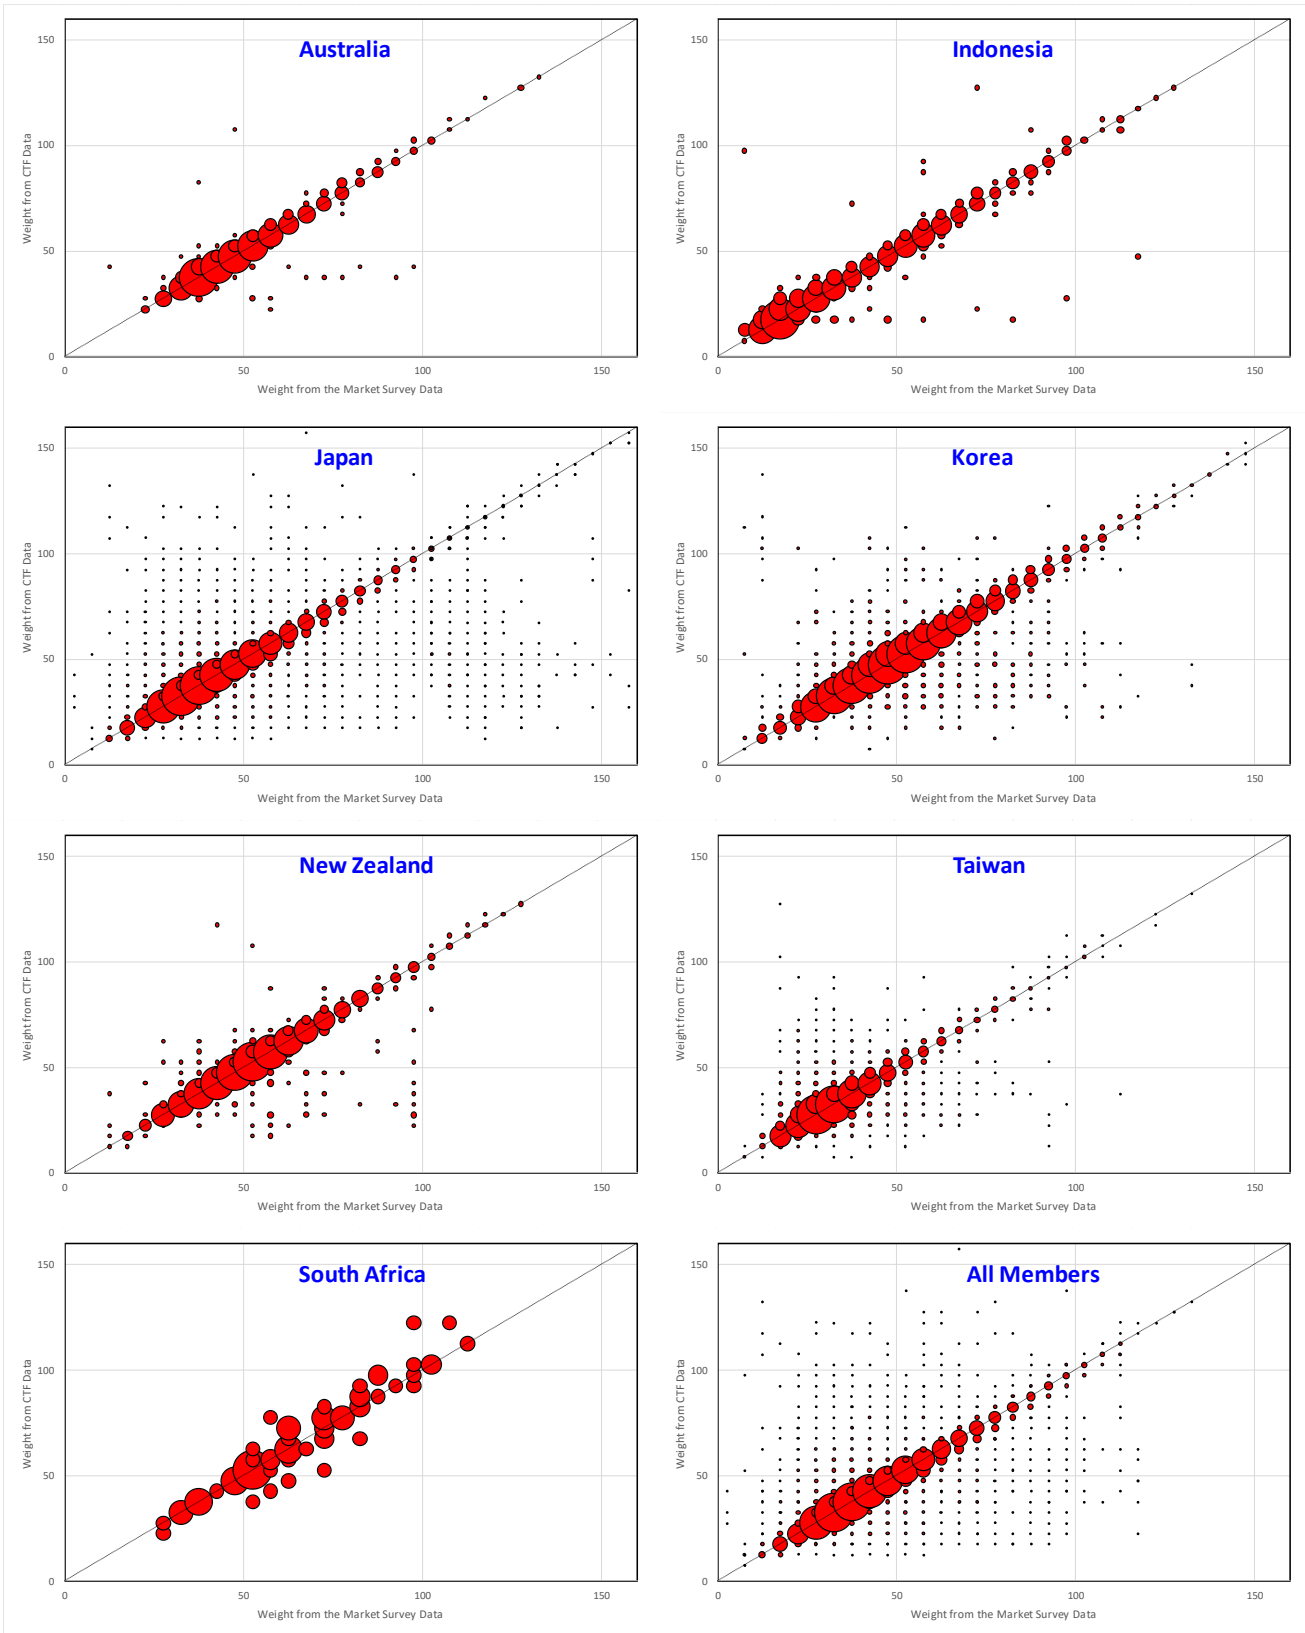 Australia
150
100
50
0
Weight from CTF Data
0 50 100 150
Weight from the Market Survey Data
Indonesia
150
100
50
0
Weight from CTF Data
0 50 100 150
Weight from the Market Survey Data
Japan
150
100
50
0
Weight from CTF Data
0 50 100 150
Weight from the Market Survey Data
Korea
150
100
50
0
Weight from CTF Data
0 50 100 150
Weight from the Market Survey Data
New Zealand
150
100
50
0
Weight from CTF Data
0 50 100 150
Weight from the Market Survey Data
Taiwan
150
100
50
0
Weight from CTF Data
0 50 100 150
Weight from the Market Survey Data
South Africa
150
100
50
0
Weight from CTF Data
0 50 100 150
Weight from the Market Survey Data
All Members
150
100
50
0
Weight from CTF Data
0 50 100 150
Weight from the Market Survey Data